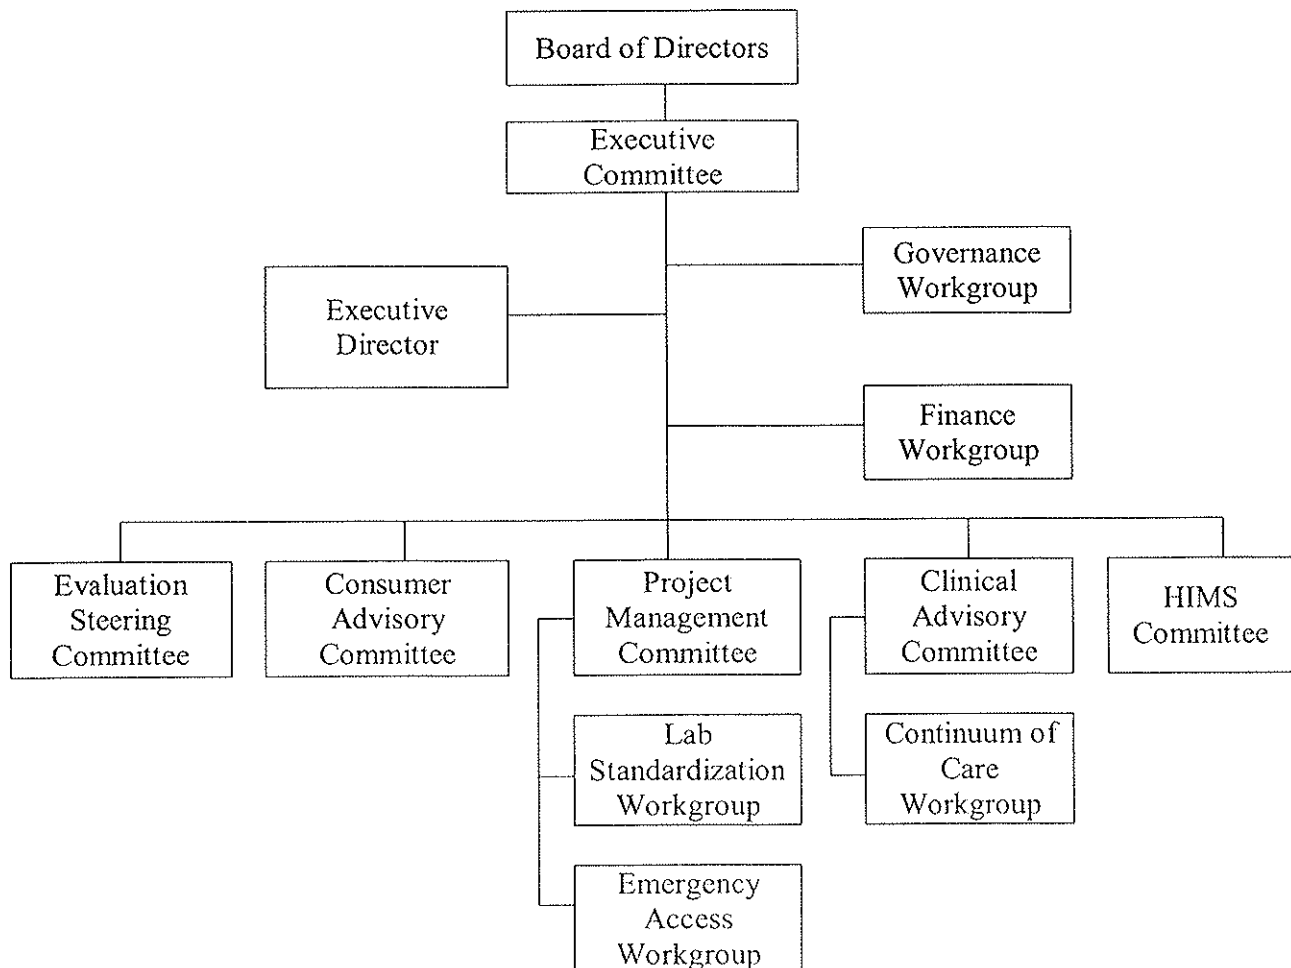 Board of Directors
Executive
Committee
Governance
Workgroup
Executive
Director
Finance
Workgroup
Evaluation
Steering
Committee
Consumer
Advisory
Committee
Project
Management
Committee
Clinical
Advisory
Committee
HIMS
Committee
Lab
Standardization
Workgroup
Continuum of
Care
Workgroup
Emergency
Access
Workgroup